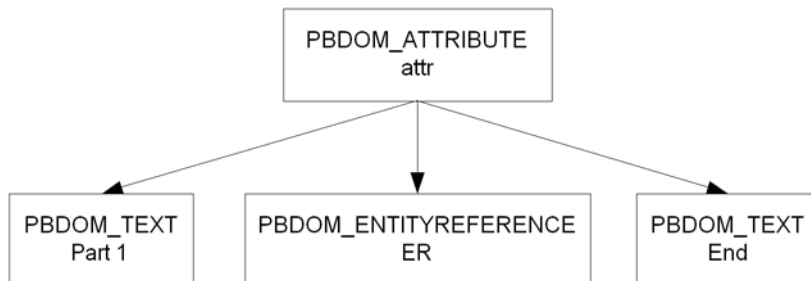 PBDOM_ATTRIBUTE
attr
PBDOM_TEXT
Part 1
PBDOM_ENTITYREFERENCE
ER
PBDOM_TEXT
End